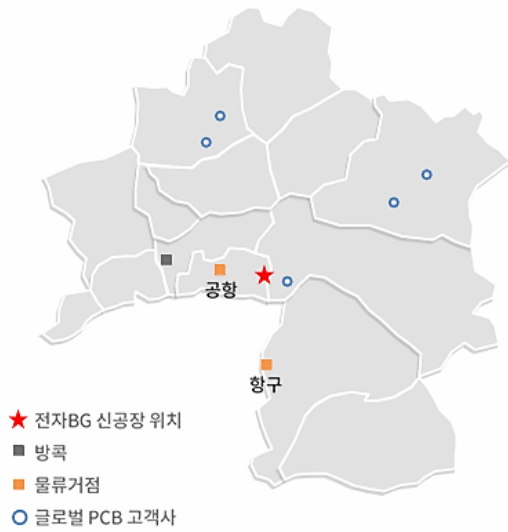 공항
항구
전자BG 신공장 위치
방콕
물류거점
글로벌 PCB 고객사